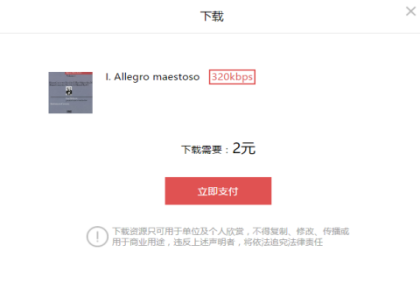 下载
I. Allegro maestoso 320kbps
下载需要：2元
立即支付
下载资源只可用于单位及个人欣赏，不得复制、修改、传播或
用于商业用途，违反上述声明者，将依法追究法律责任